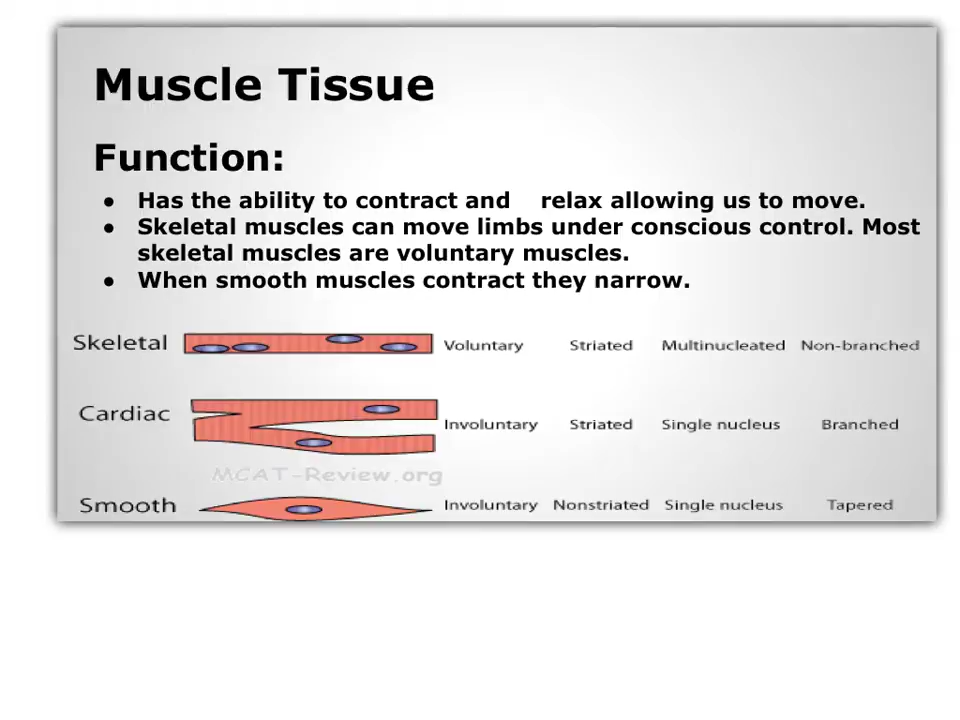 Muscle Tissue
Function:
● Has the ability to contract and relax allowing us to move.
● Skeletal muscles can move limbs under conscious control. Most
skeletal muscles are voluntary muscles.
● When smooth muscles contract they narrow.
Skeletal Voluntary Striated Multinucleated Non-branched
Cardiac Involuntary Striated Single nucleus Branched
MCAT-Review.org
Smooth Involuntary Nonstriated Single nucleus Tapered